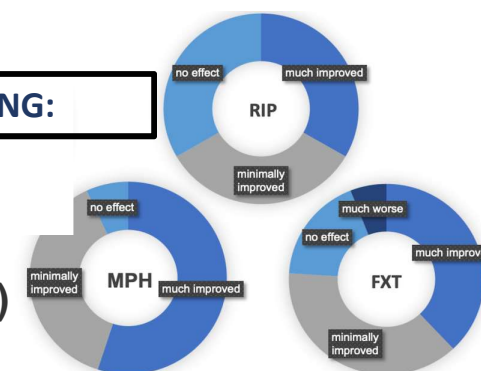 NG:
no effect
much improved
RIP
minimally
improved
no effect
minimally
improved
MPH
much improved
)
much worse
no effect
much improv
FXT
minimally
improved